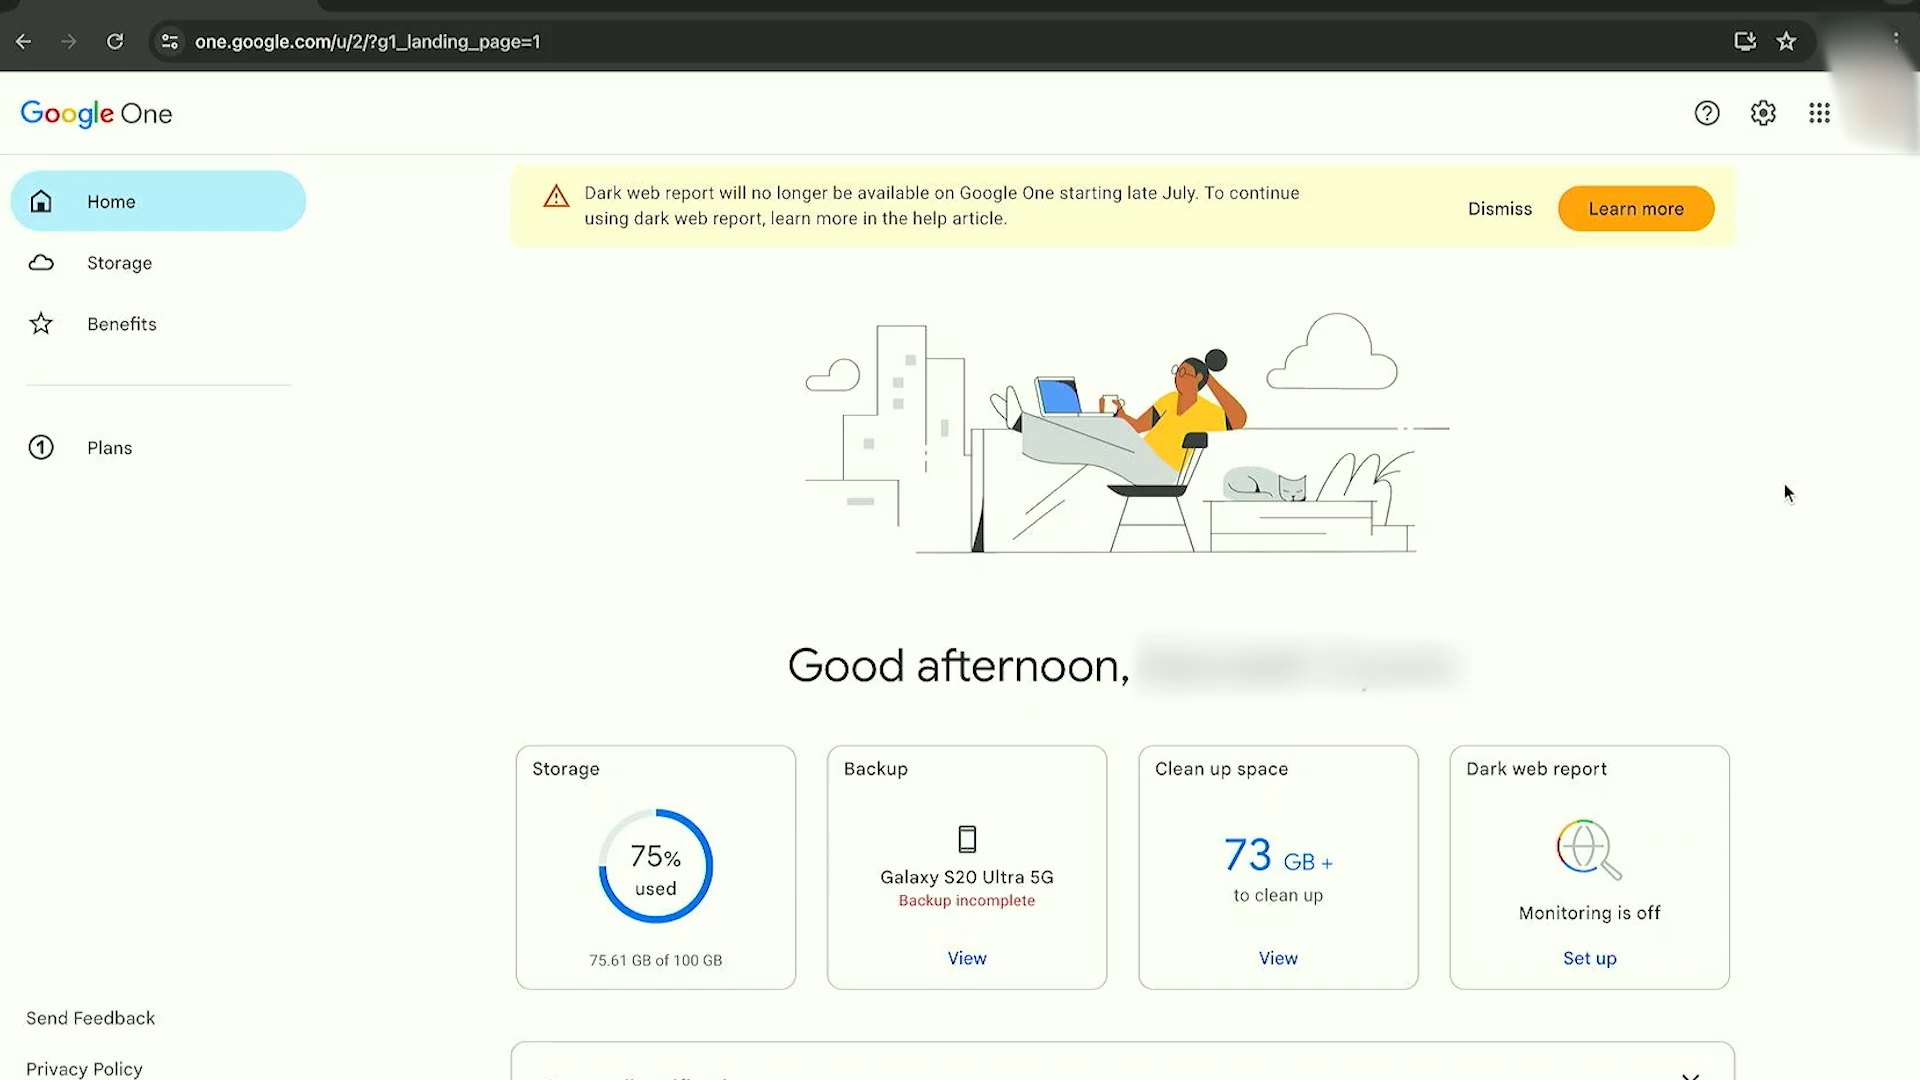 one.google.com/u/2/?g1_landing_page=1
Google One
Home
Storage
Benefits
Plans
Send Feedback
Privacy Policy
Dark web report will no longer be available on Google One starting late July. To continue
using dark web report, learn more in the help article.
Dismiss
Learn more
Good afternoon,
Storage
75% used
75.61 GB of 100 GB
Backup
Galaxy S20 Ultra 5G
Backup incomplete
View
Clean up space
73 GB +
to clean up
View
Dark web report
Monitoring is off
Set up